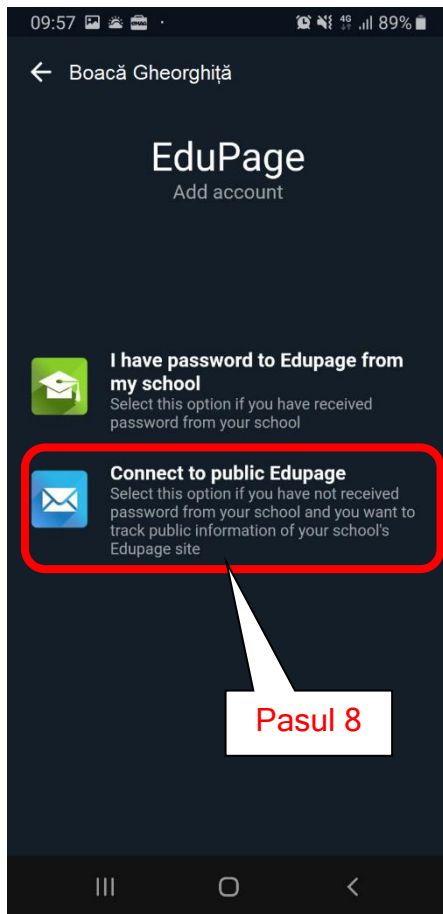 09:57
4G 89%
Boacă Gheorghiță
EduPage
Add account
I have password to Edupage from
my school
Select this option if you have received
password from your school
Connect to public Edupage
Select this option if you have not received
password from your school and you want to
track public information of your school's
Edupage site
Pasul 8